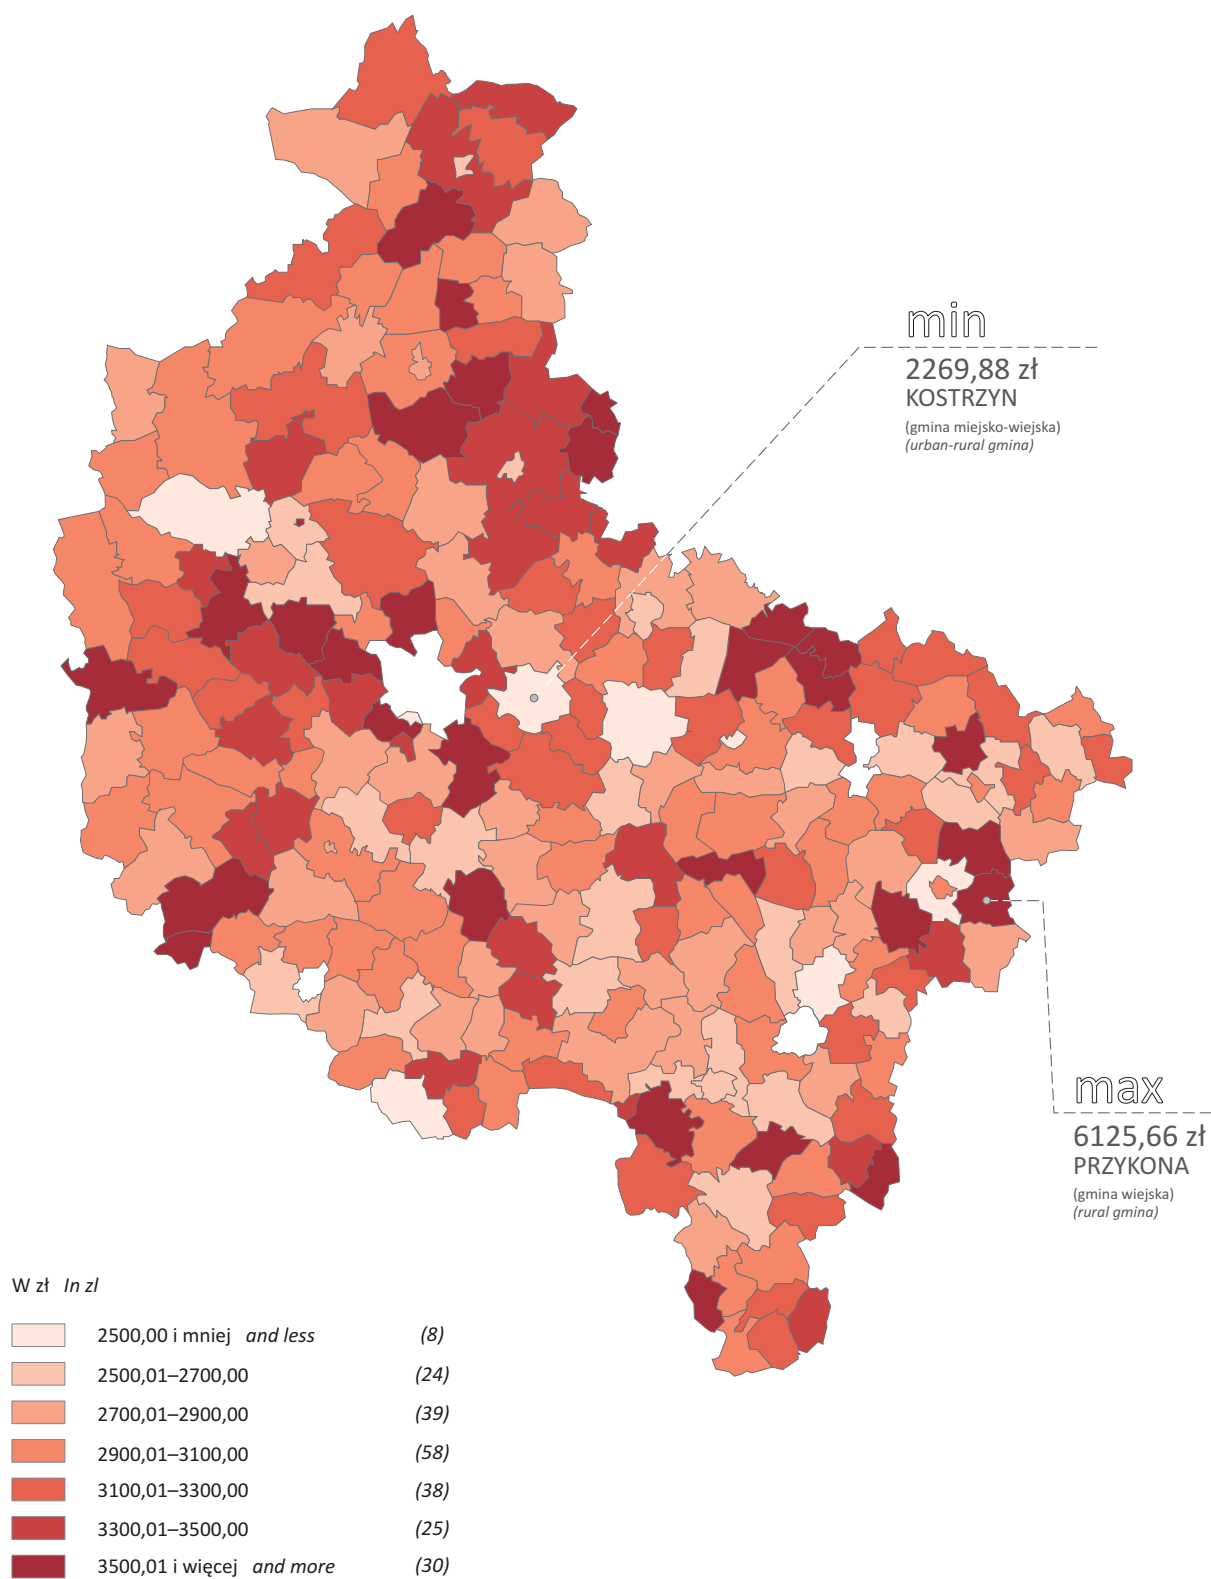 min
2269,88 zł
KOSTRZYN
(gmina miejsko-wiejska)
(urban-rural gmina)
max
6125,66 zł
PRZYKONA
(gmina wiejska)
(rural gmina)
W zł In zl
2500,00 i mniej and less (8)
2500,01–2700,00 (24)
2700,01–2900,00 (39)
2900,01–3100,00 (58)
3100,01–3300,00 (38)
3300,01–3500,00 (25)
3500,01 i więcej and more (30)